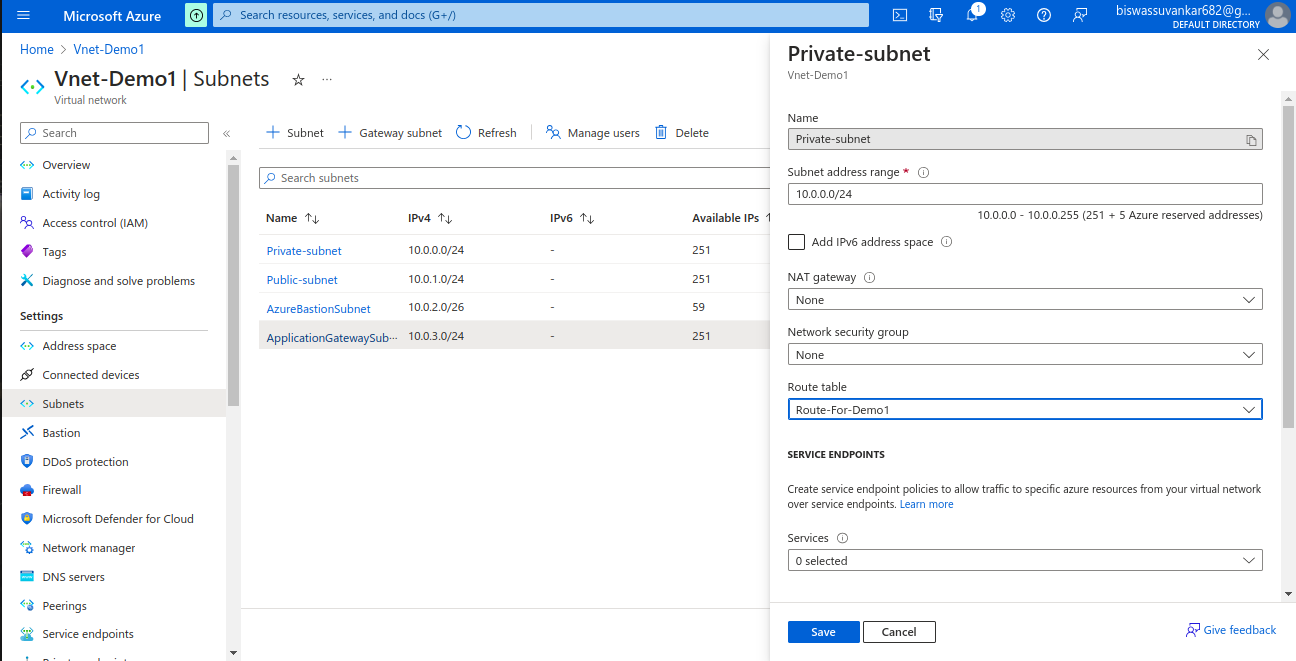 Microsoft Azure
Search resources, services, and docs (G+/)
1
biswassuvankar682@g...
DEFAULT DIRECTORY
Home > Vnet-Demo1
Vnet-Demo1 | Subnets
Virtual network
Search
Overview
Activity log
Access control (IAM)
Tags
Diagnose and solve problems
Settings
Address space
Connected devices
Subnets
Bastion
DDoS protection
Firewall
Microsoft Defender for Cloud
Network manager
DNS servers
Peerings
Service endpoints
+ Subnet + Gateway subnet Refresh Manage users Delete
Search subnets
Name IPv4 IPv6 Available IPs
Private-subnet 10.0.0.0/24 - 251
Public-subnet 10.0.1.0/24 - 251
AzureBastionSubnet 10.0.2.0/26 - 59
ApplicationGatewaySub... 10.0.3.0/24 - 251
Private-subnet
Vnet-Demo1
Name
Private-subnet
Subnet address range *
10.0.0.0/24
10.0.0.0 - 10.0.0.255 (251 + 5 Azure reserved addresses)
Add IPv6 address space
NAT gateway
None
Network security group
None
Route table
Route-For-Demo1
SERVICE ENDPOINTS
Create service endpoint policies to allow traffic to specific azure resources from your virtual network
over service endpoints. Learn more
Services
0 selected
Save Cancel
Give feedback